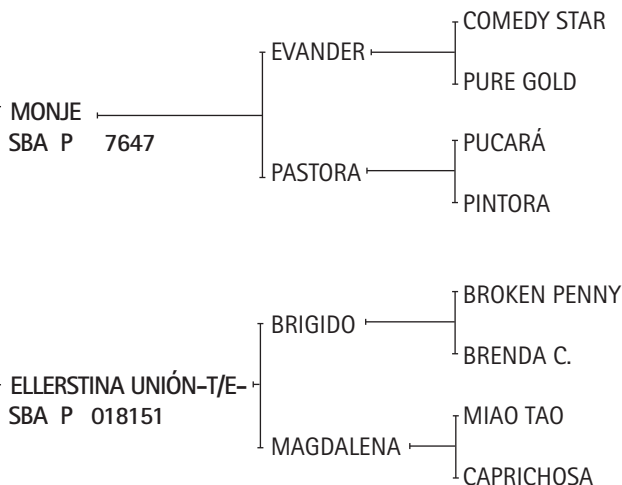 COMEDY STAR
EVANDER
PURE GOLD
MONJE
SBA P 7647
PUCARÁ
PASTORA
PINTORA
BROKEN PENNY
BRIGIDO
BRENDA C.
ELLERSTINA UNIÓN-T/E-
SBA P 018151
MIAO TAO
MAGDALENA
CAPRICHOSA